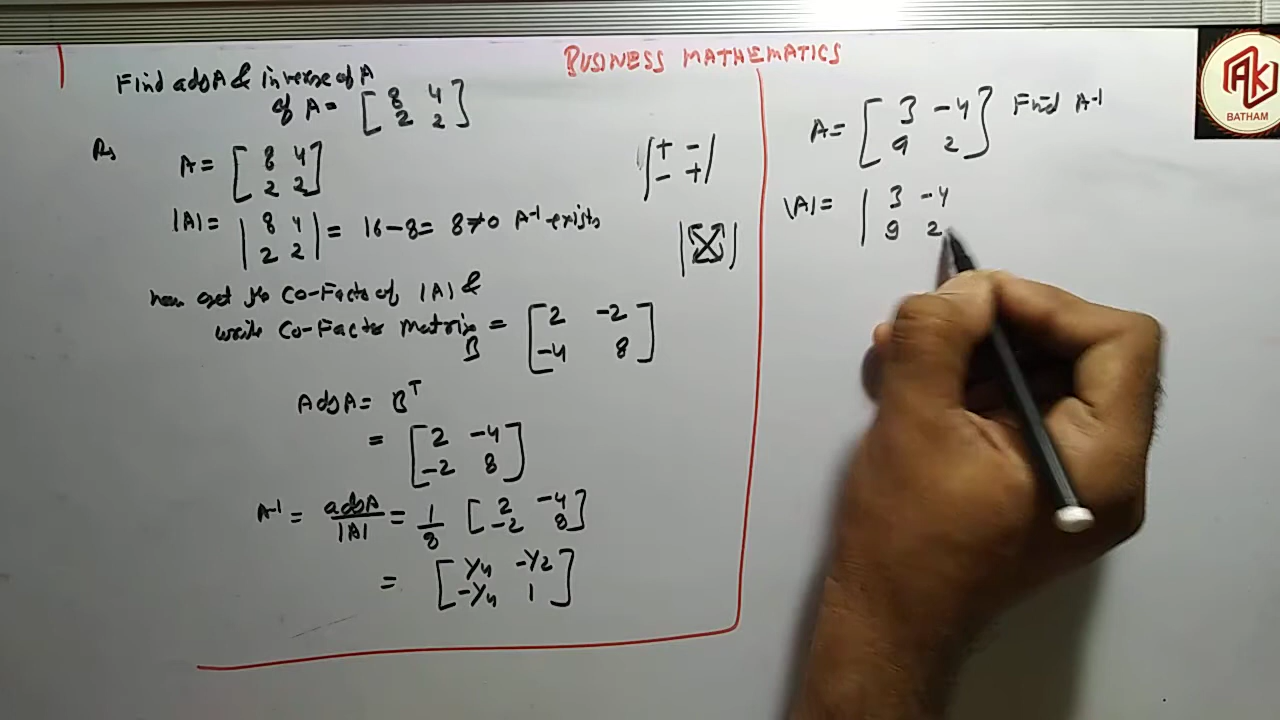 BUSINESS MATHEMATICS
Find adjA & inverse of A
of A = [ 8 4
2 2 ]
A = [ 8 4
2 2 ]
|A| = | 8 4
2 2 | = 16-8 = 8≠0 A⁻¹ exists
| + -
- + |
now get the Co-Factor of |A| &
write Co-Factor matrix = [ 2 -2
B -4 8 ]
AdjA = Bᵀ
= [ 2 -4
-2 8 ]
A⁻¹ = adjA/|A| = 1/8 [ 2 -4
-2 8 ]
= [ 1/4 -1/2
-1/4 1 ]
A = [ 3 -4
9 2 ] Find A⁻¹
|A| = | 3 -4
9 2
AK
BATHAM